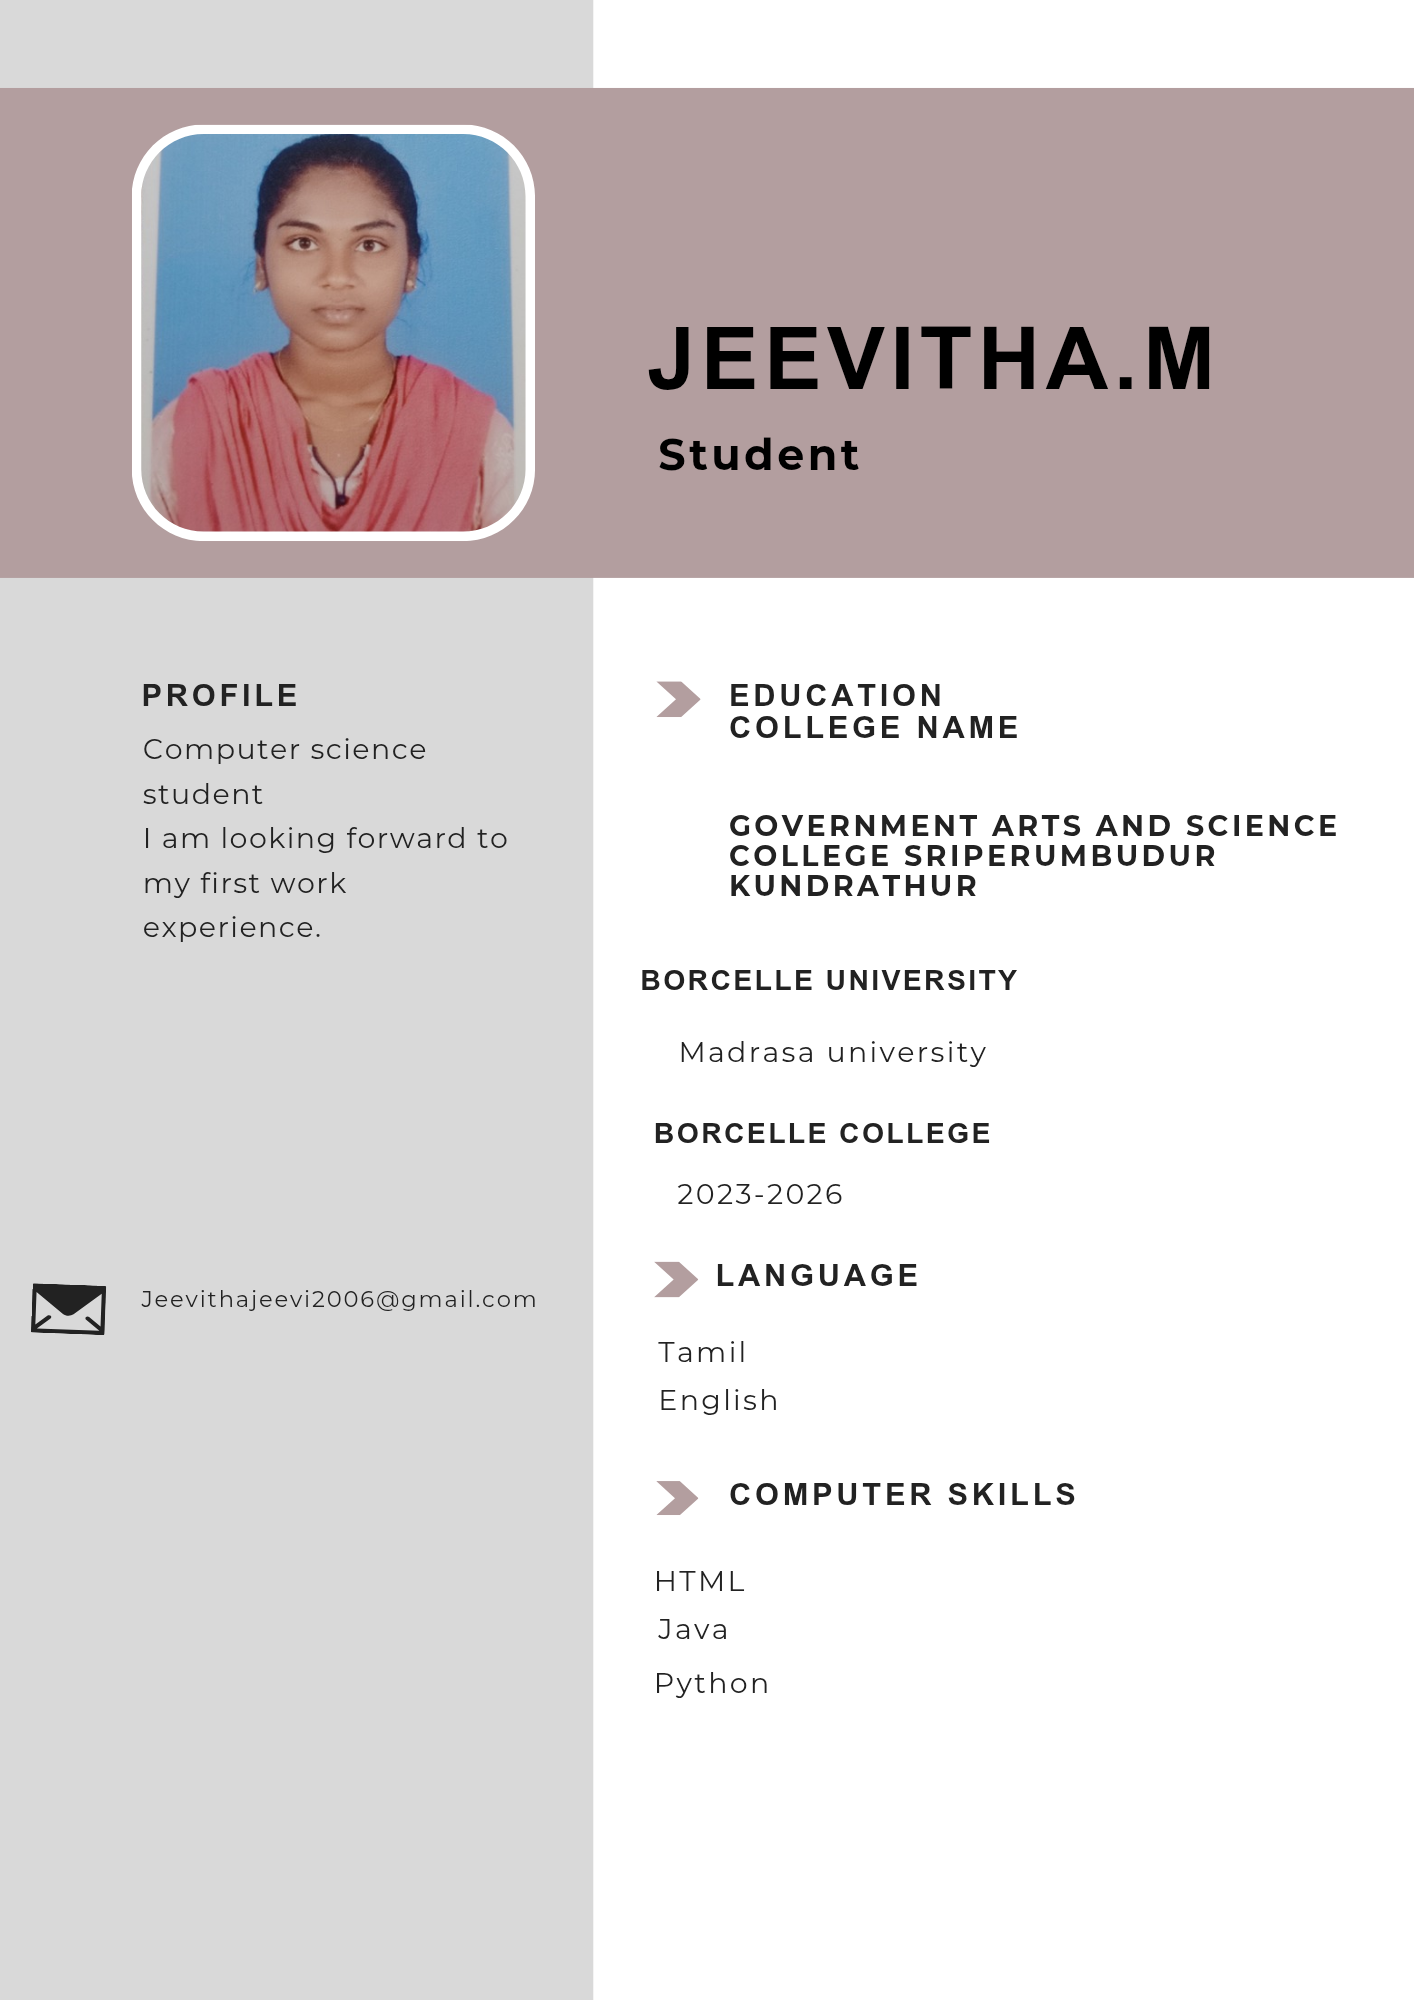 JEEVITHA.M
Student
PROFILE
Computer science
student
I am looking forward to
my first work
experience.
Jeevithajeevi2006@gmail.com
EDUCATION
COLLEGE NAME
GOVERNMENT ARTS AND SCIENCE
COLLEGE SRIPERUMBUDUR
KUNDRATHUR
BORCELLE UNIVERSITY
Madrasa university
BORCELLE COLLEGE
2023-2026
LANGUAGE
Tamil
English
COMPUTER SKILLS
HTML
Java
Python